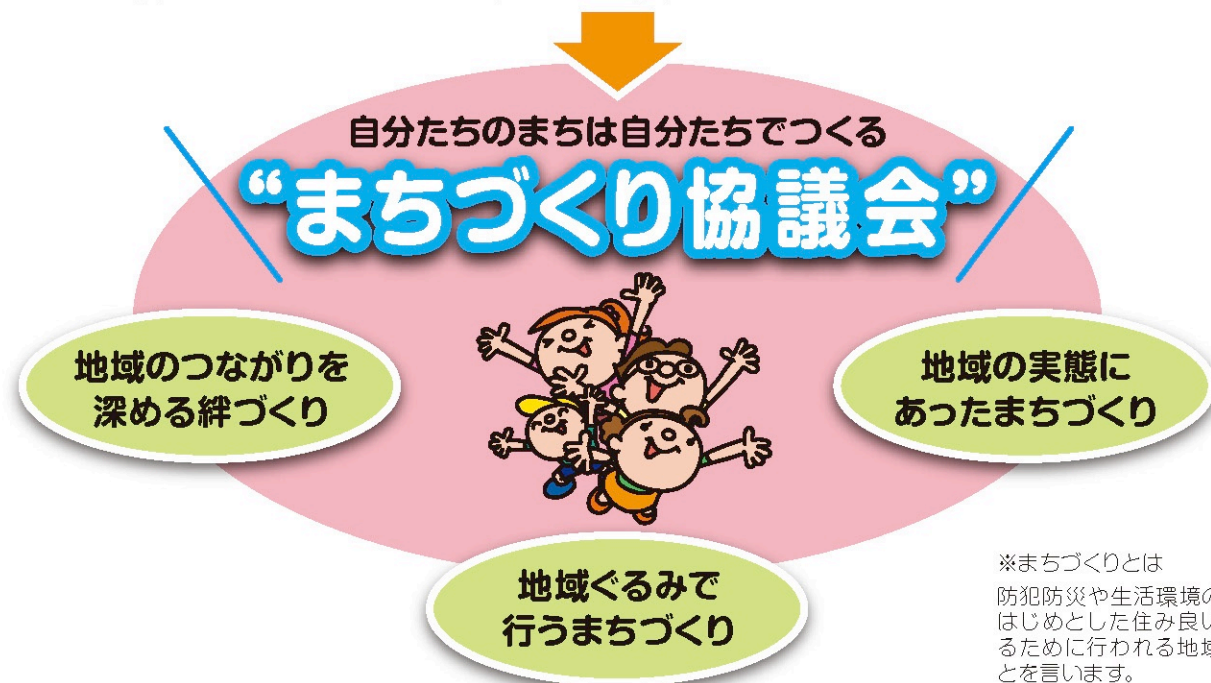 自分たちのまちは自分たちでつくる
“まちづくり協議会”
地域のつながりを
深める絆づくり
地域の実態に
あったまちづくり
地域ぐるみで
行うまちづくり
※まちづくりとは
防犯防災や生活環境の
はじめとした住み良い
るために行われる地域
とを言います。